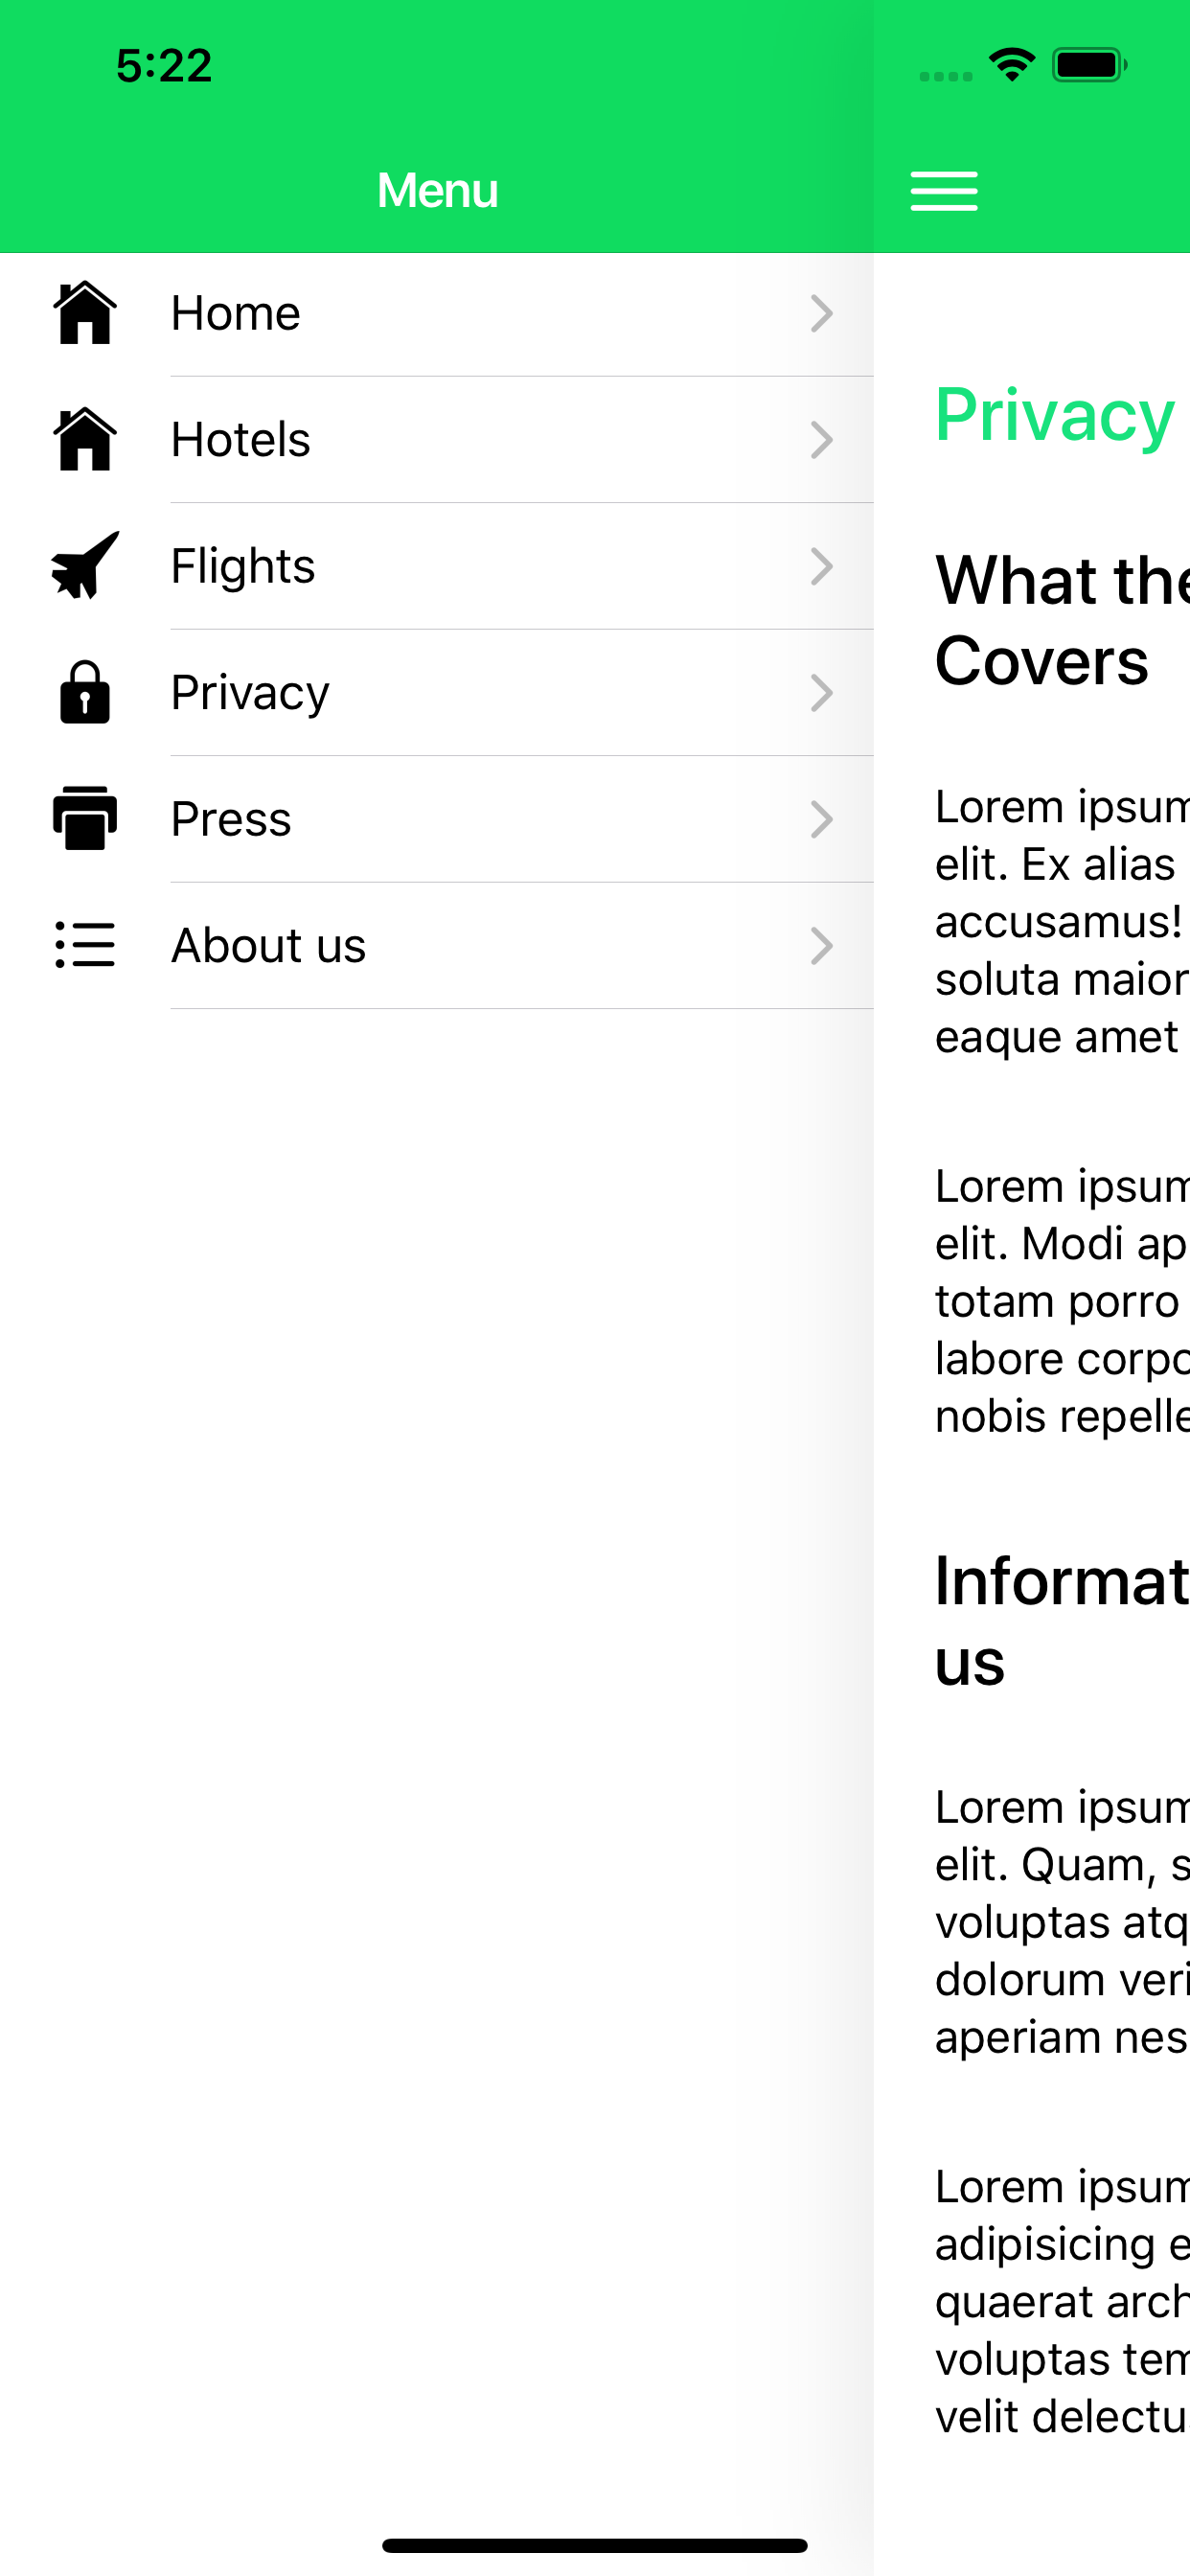 5:22
Menu
Home
Hotels
Flights
Privacy
Press
About us
Privacy
What the
Covers
Lorem ipsum
elit. Ex alias
accusamus!
soluta maior
eaque amet
Lorem ipsum
elit. Modi ap
totam porro
labore corpo
nobis repelle
Informat
us
Lorem ipsum
elit. Quam, s
voluptas atq
dolorum veri
aperiam nes
Lorem ipsum
adipisicing e
quaerat arch
voluptas tem
velit delectu